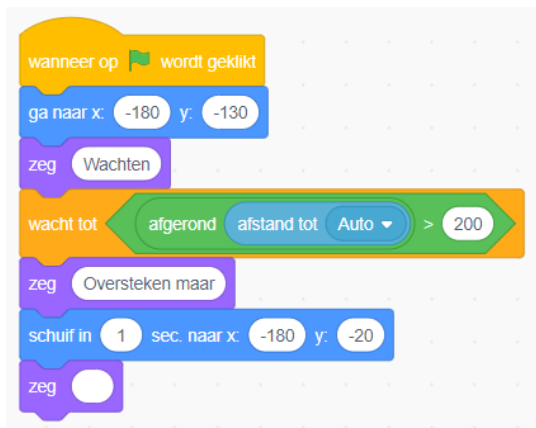 wanneer op wordt geklikt
ga naar x: -180 y: -130
zeg Wachten
wacht tot afgerond afstand tot Auto > 200
zeg Oversteken maar
schuif in 1 sec. naar x: -180 y: -20
zeg